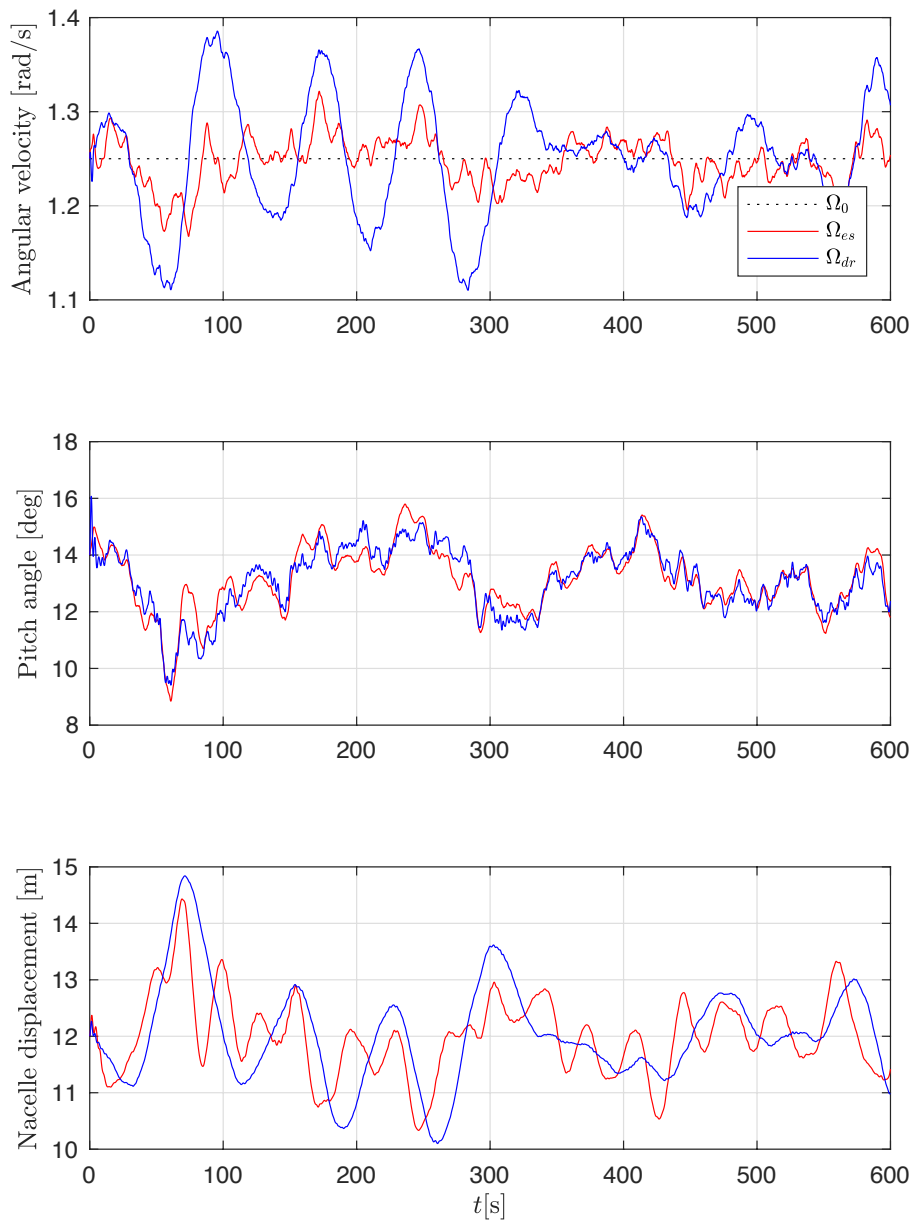 Angular velocity [rad/s]
1.4
1.3
1.2
1.1
0 100 200 300 400 500 600
Ω₀
Ωₑₛ
Ω_dr
Pitch angle [deg]
18
16
14
12
10
8
0 100 200 300 400 500 600
Nacelle displacement [m]
15
14
13
12
11
10
0 100 200 300 400 500 600
t[s]